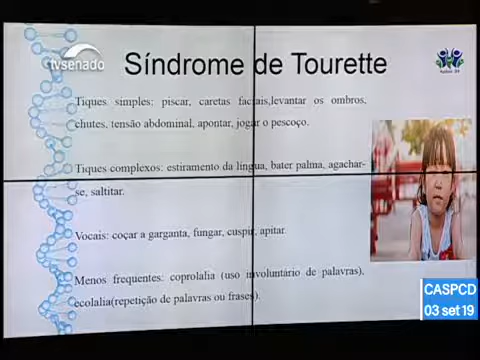 tvsenado
Síndrome de Tourette
Tiques simples: piscar, caretas faciais,levantar os ombros,
chutes, tensão abdominal, apontar, jogar o pescoço.
Tiques complexos: estiramento da língua, bater palma, agachar-
se, saltitar.
Vocais: coçar a garganta, fungar, cuspir, apitar.
Menos frequentes: coprolalia (uso involuntário de palavras),
ecolalia(repetição de palavras ou frases).
CASPCD
03 set 19